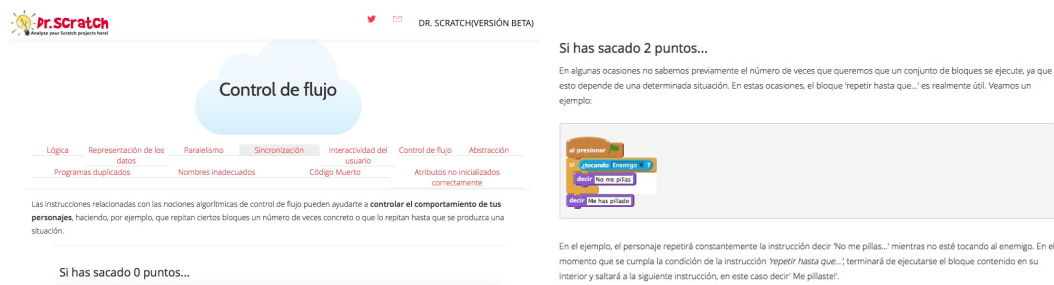 Dr. Scratch
Analyze your Scratch projects here!
DR. SCRATCH(VERSIÓN BETA)
Control de flujo
Lógica
Representación de los datos
Paralelismo
Sincronización
Interactividad del usuario
Control de flujo
Abstracción
Programas duplicados
Nombres inadecuados
Código Muerto
Atributos no inicializados correctamente
Las instrucciones relacionadas con las nociones algorítmicas de control de flujo pueden ayudarte a controlar el comportamiento de tus
personajes, haciendo, por ejemplo, que repitan ciertos bloques un número de veces concreto o que lo repitan hasta que se produzca una
situación.
Si has sacado 0 puntos...
Si has sacado 2 puntos...
En algunas ocasiones no sabemos previamente el número de veces que queremos que un conjunto de bloques se ejecute, ya que
esto depende de una determinada situación. En estas ocasiones, el bloque 'repetir hasta que...' es realmente útil. Veamos un
ejemplo:
al presionar
si ¿tocando Enemigo ?
decir No me pillas
decir Me has pillado
En el ejemplo, el personaje repetirá constantemente la instrucción decir 'No me pillas...' mientras no esté tocando al enemigo. En el
momento que se cumpla la condición de la instrucción 'repetir hasta que...', terminará de ejecutarse el bloque contenido en su
interior y saltará a la siguiente instrucción, en este caso decir' Me pillaste!'.